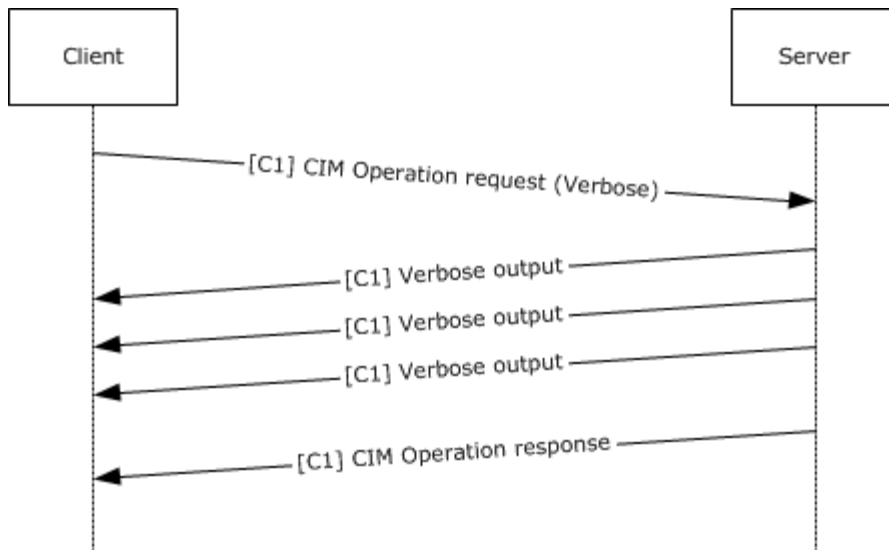 Client
Server
[C1] CIM Operation request (Verbose)
[C1] Verbose output
[C1] Verbose output
[C1] Verbose output
[C1] CIM Operation response